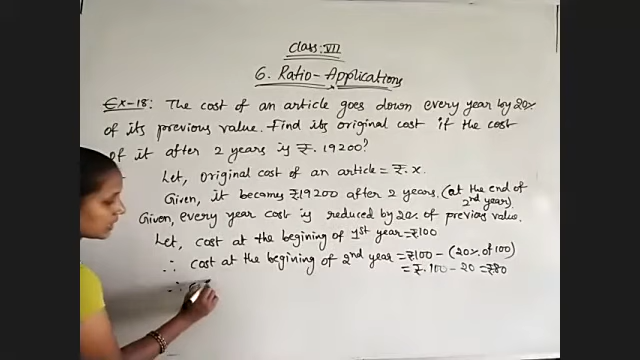 Class:VII
6. Ratio-Applications
Ex-18: The cost of an article goes down every year by 20%
of its previous value. Find its original cost if the cost
of it after 2 years is ₹. 19200?
Let, original cost of an article = ₹. x.
Given, it becomes ₹19200 after 2 years. (at the end of
2nd year).
Given, every year cost is reduced by 20% of previous value.
Let, cost at the begining of 1st year = ₹100
∴ cost at the begining of 2nd year = ₹100 - (20% of 100)
= ₹. 100 - 20 = ₹80
∴